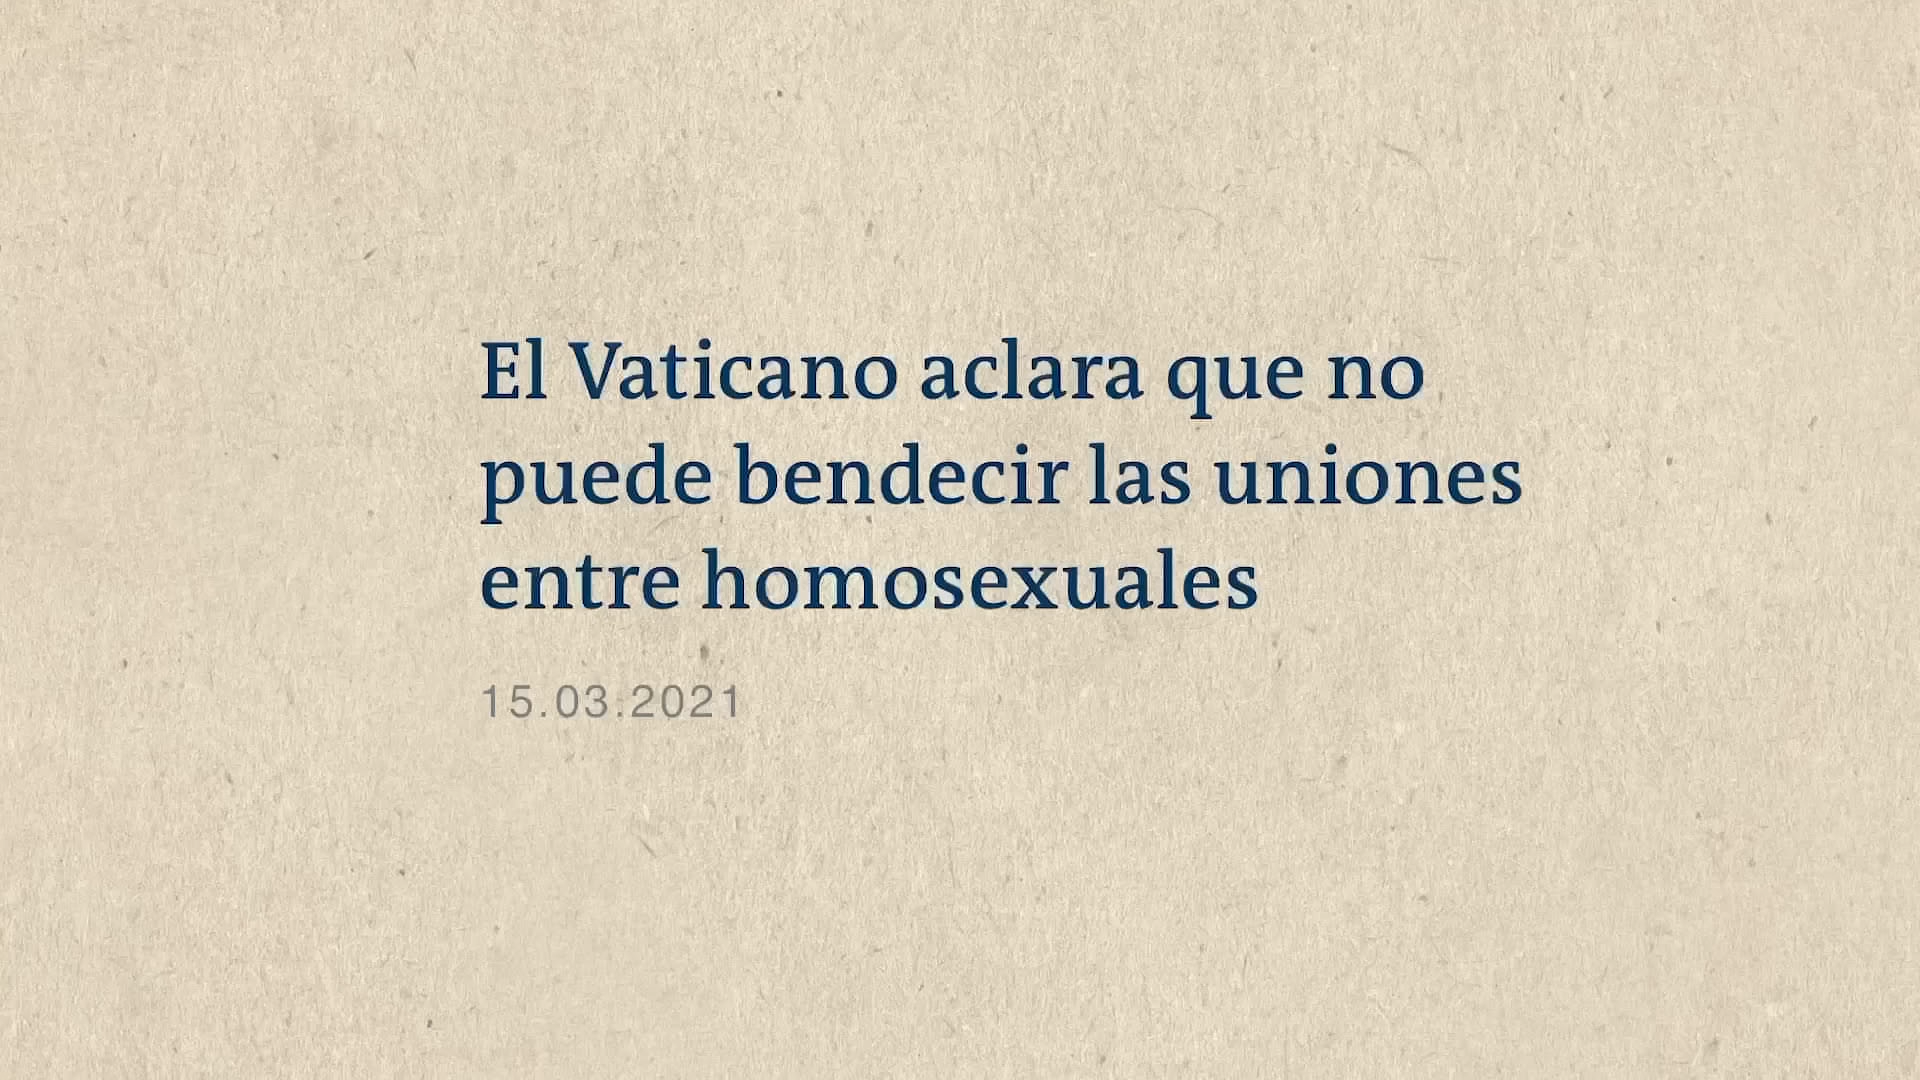 El Vaticano aclara que no
puede bendecir las uniones
entre homosexuales
15.03.2021